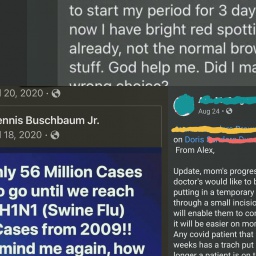 to start my period for 3 day
now I have bright red spotti
already, not the normal brow
stuff. God help me. Did I ma
wrong choice?
20, 2020 ·
ennis Buschbaum Jr.
18, 2020 ·
nly 56 Million Cases
o go until we reach
H1N1 (Swine Flu)
Cases from 2009!!
mind me again, how
Aug 24 ·
on Doris
From Alex,
Update, mom's progres
doctor's would like to b
putting in a temporary
through a small incisio
will enable them to cor
it will be easier on mor
Any covid patient that
weeks has a trach put
longer a patient is on t